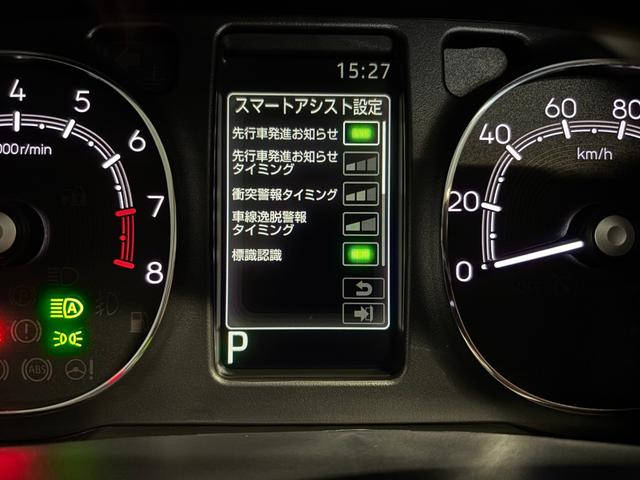 15:27
スマートアシスト設定
先行車発進お知らせ
先行車発進お知らせ
タイミング
衝突警報タイミング
車線逸脱警報
タイミング
標識認識
P
4
5
6
7
8
000r/min
A
ABS
0
20
40
60
80
km/h